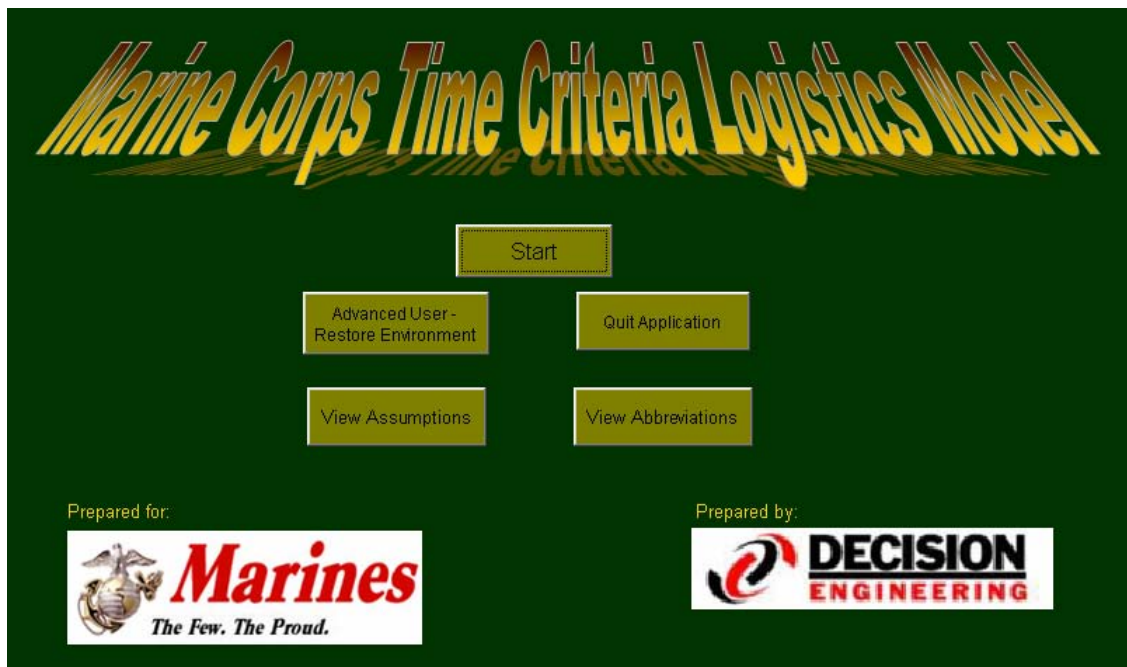 Marine Corps Time Criteria Logistics Model
Start
Advanced User -
Restore Environment
Quit Application
View Assumptions
View Abbreviations
Prepared for:
Marines
The Few. The Proud.
Prepared by:
DECISION
ENGINEERING